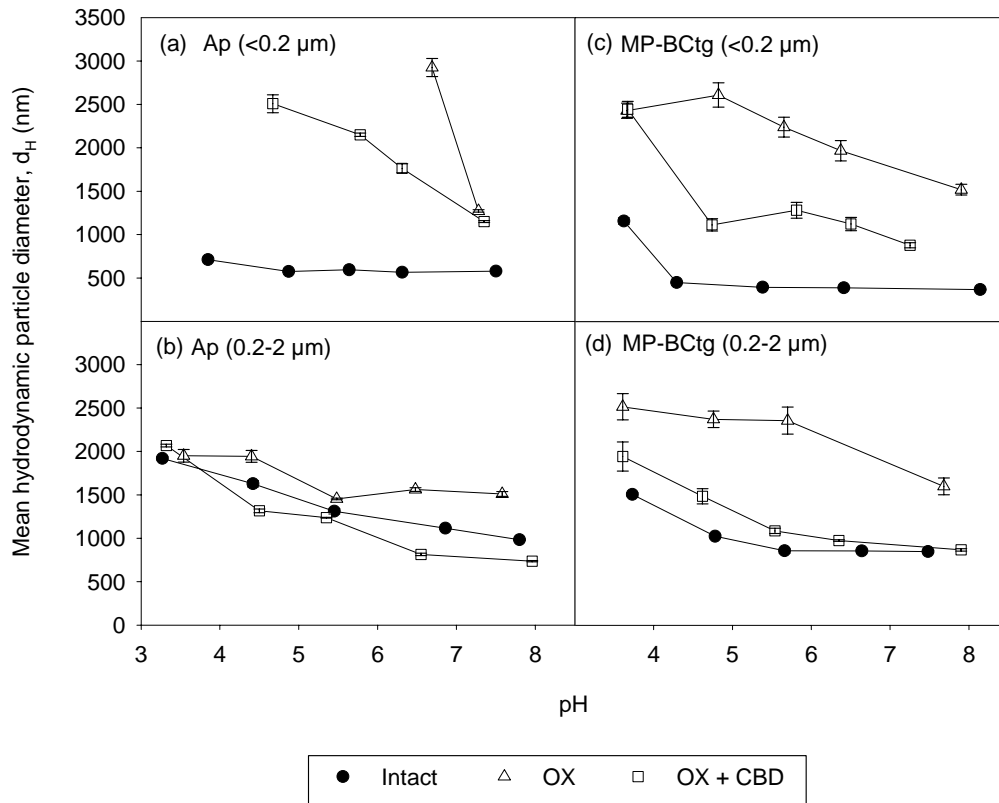 Mean hydrodynamic particle diameter, dH (nm)
3500
3000
2500
2000
1500
1000
500
(a) Ap (<0.2 µm)
(c) MP-BCtg (<0.2 µm)
3000
2500
2000
1500
1000
500
0
(b) Ap (0.2-2 µm)
(d) MP-BCtg (0.2-2 µm)
3 4 5 6 7 8 4 5 6 7 8
pH
Intact OX OX + CBD